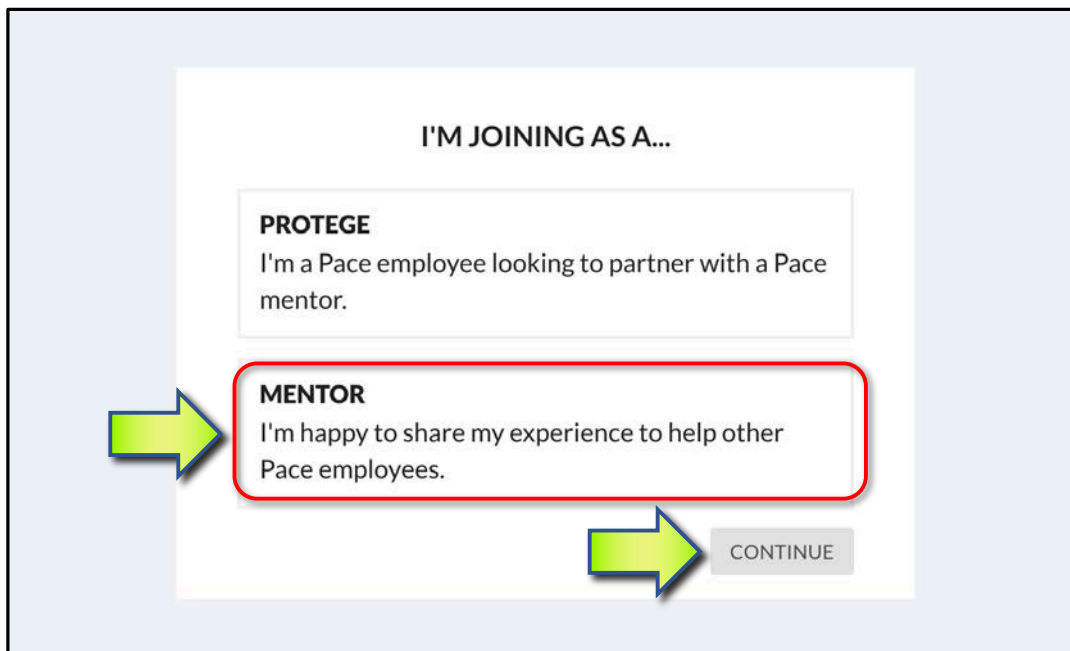 I'M JOINING AS A...
PROTEGE
I'm a Pace employee looking to partner with a Pace
mentor.
MENTOR
I'm happy to share my experience to help other
Pace employees.
CONTINUE